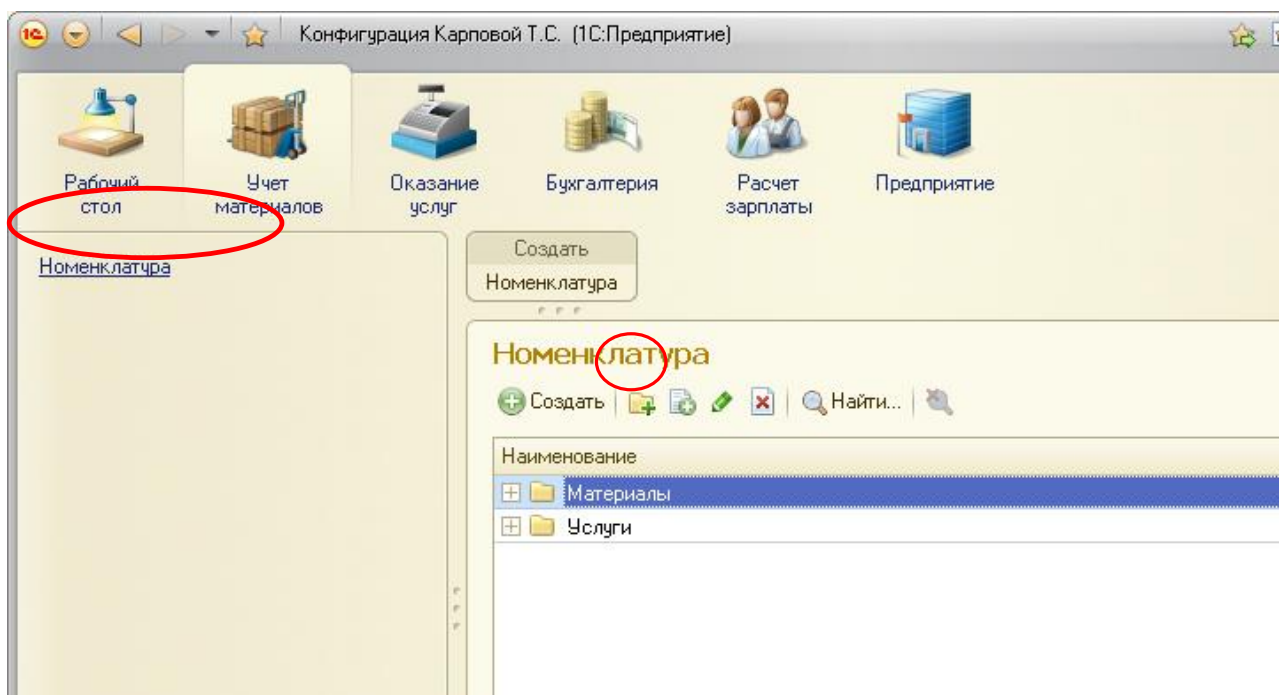 1С Конфигурация Карповой Т.С. (1С:Предприятие)
Рабочий стол
Учет материалов
Оказание услуг
Бухгалтерия
Расчет зарплаты
Предприятие
Номенклатура
Создать
Номенклатура
Номенклатура
Создать Найти...
Наименование
Материалы
Услуги